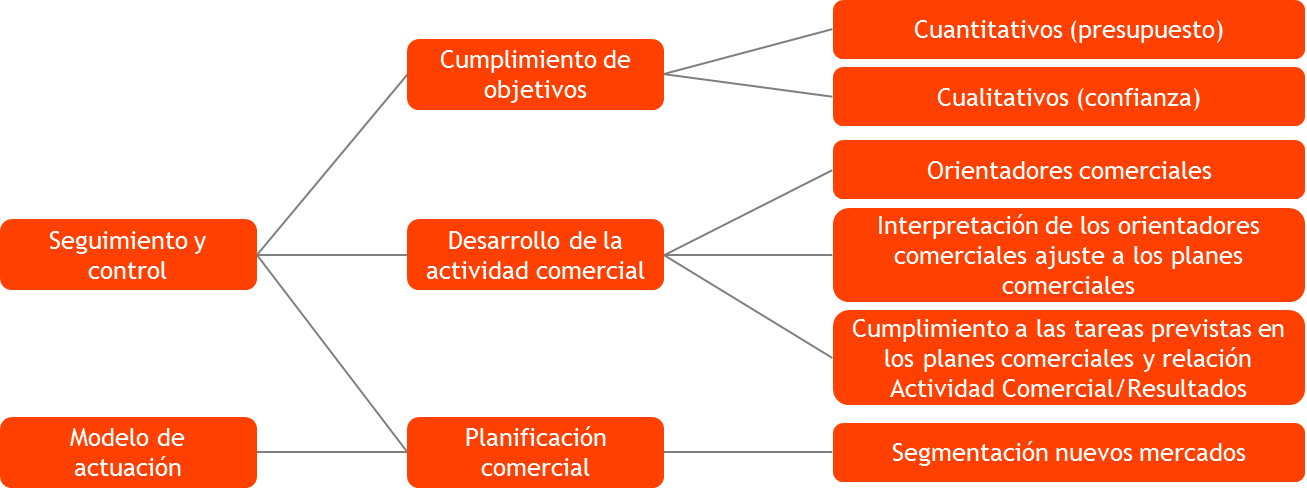 Seguimiento y
control
Modelo de
actuación
Cumplimiento de
objetivos
Desarrollo de la
actividad comercial
Planificación
comercial
Cuantitativos (presupuesto)
Cualitativos (confianza)
Orientadores comerciales
Interpretación de los orientadores
comerciales ajuste a los planes
comerciales
Cumplimiento a las tareas previstas en
los planes comerciales y relación
Actividad Comercial/Resultados
Segmentación nuevos mercados